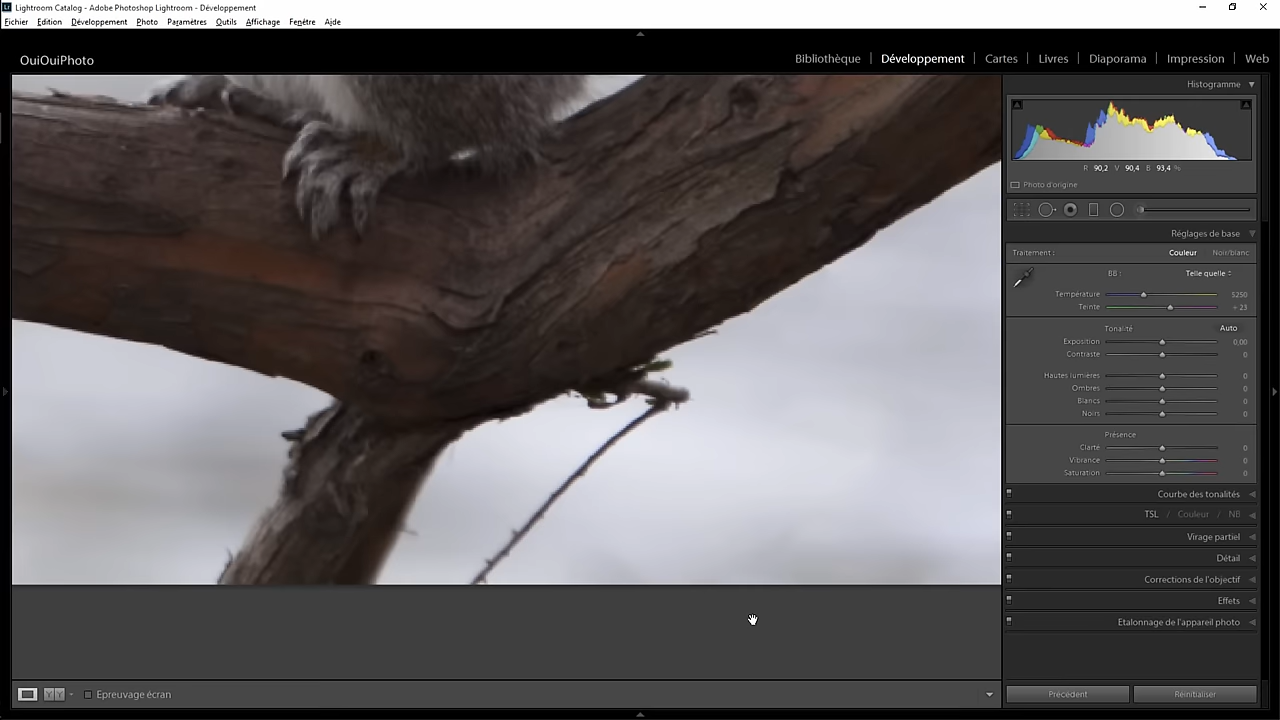 Lightroom Catalog - Adobe Photoshop Lightroom - Développement
Fichier Edition Développement Photo Paramètres Outils Affichage Fenêtre Aide
OuiOuiPhoto
Bibliothèque | Développement | Cartes | Livres | Diaporama | Impression | Web
Histogramme
R 90,2 V 90,4 B 93,4 %
Photo d'origine
Réglages de base
Traitement : Couleur Noir/blanc
BB : Telle quelle
Température 5250
Teinte + 23
Tonalité Auto
Exposition 0,00
Contraste 0
Hautes lumières 0
Ombres 0
Blancs 0
Noirs 0
Présence
Clarté 0
Vibrance 0
Saturation 0
Courbe des tonalités
TSL / Couleur / NB
Virage partiel
Détail
Corrections de l'objectif
Effets
Etalonnage de l'appareil photo
Epreuvage écran
Précédent Réinitialiser